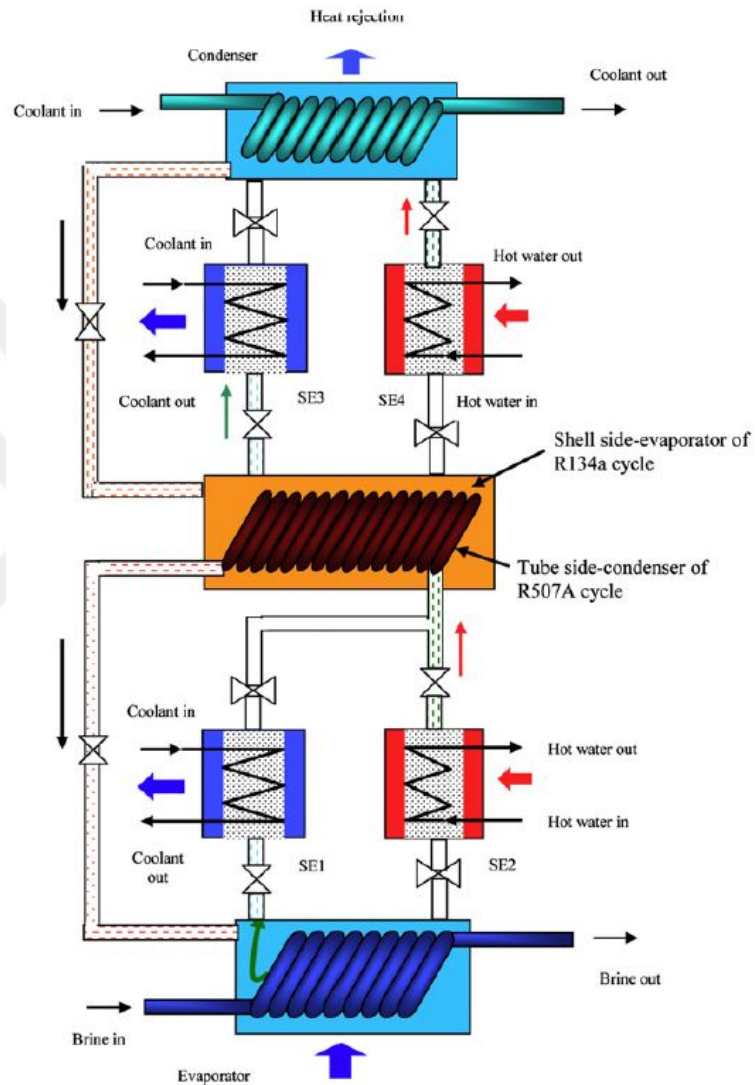 Heat rejection
Condenser
Coolant out
Coolant in
Coolant in
Hot water out
Coolant out
SE3
SE4
Hot water in
Shell side-evaporator of
R134a cycle
Tube side-condenser of
R507A cycle
Coolant in
Hot water out
Hot water in
Coolant
out
SE1
SE2
Brine out
Brine in
Evaporator